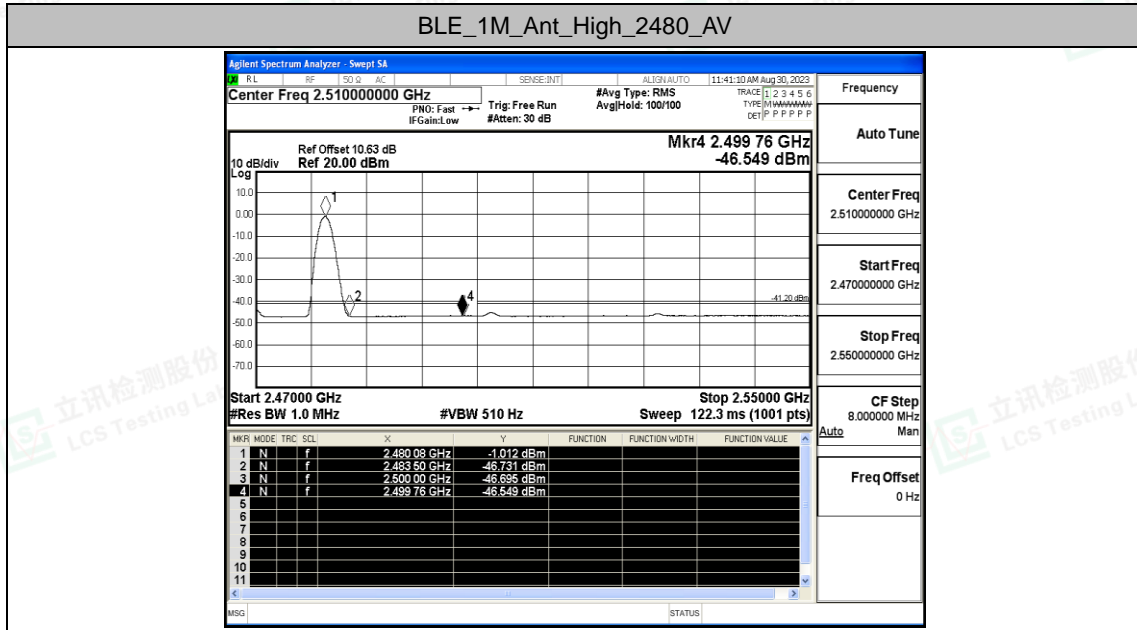 BLE_1M_Ant_High_2480_AV
Agilent Spectrum Analyzer - Swept SA
RL RF 50 Ω AC SENSE:INT ALIGN AUTO 11:41:10 AM Aug 30, 2023
Center Freq 2.510000000 GHz
PNO: Fast
IFGain:Low
Trig: Free Run
#Atten: 30 dB
#Avg Type: RMS
Avg|Hold: 100/100
TRACE 1 2 3 4 5 6
TYPE M W W W W W
DET P P P P P P
Frequency
Auto Tune
Center Freq
2.510000000 GHz
Start Freq
2.470000000 GHz
Stop Freq
2.550000000 GHz
CF Step
8.000000 MHz
Auto Man
Freq Offset
0 Hz
Mkr4 2.499 76 GHz
-46.549 dBm
Ref Offset 10.63 dB
10 dB/div Ref 20.00 dBm
Log
10.0
0.00
-10.0
-20.0
-30.0
-40.0
-50.0
-60.0
-70.0
1
2
4
-41.20 dBm
Start 2.47000 GHz Stop 2.55000 GHz
#Res BW 1.0 MHz #VBW 510 Hz Sweep 122.3 ms (1001 pts)
MKR MODE TRC SCL X Y FUNCTION FUNCTION WIDTH FUNCTION VALUE
1 N f 2.480 08 GHz -1.012 dBm
2 N f 2.483 50 GHz -46.731 dBm
3 N f 2.500 00 GHz -46.695 dBm
4 N f 2.499 76 GHz -46.549 dBm
5
6
7
8
9
10
11
MSG STATUS
立讯检测股份
LCS Testing Lab
立讯检测股份
LCS Testing L